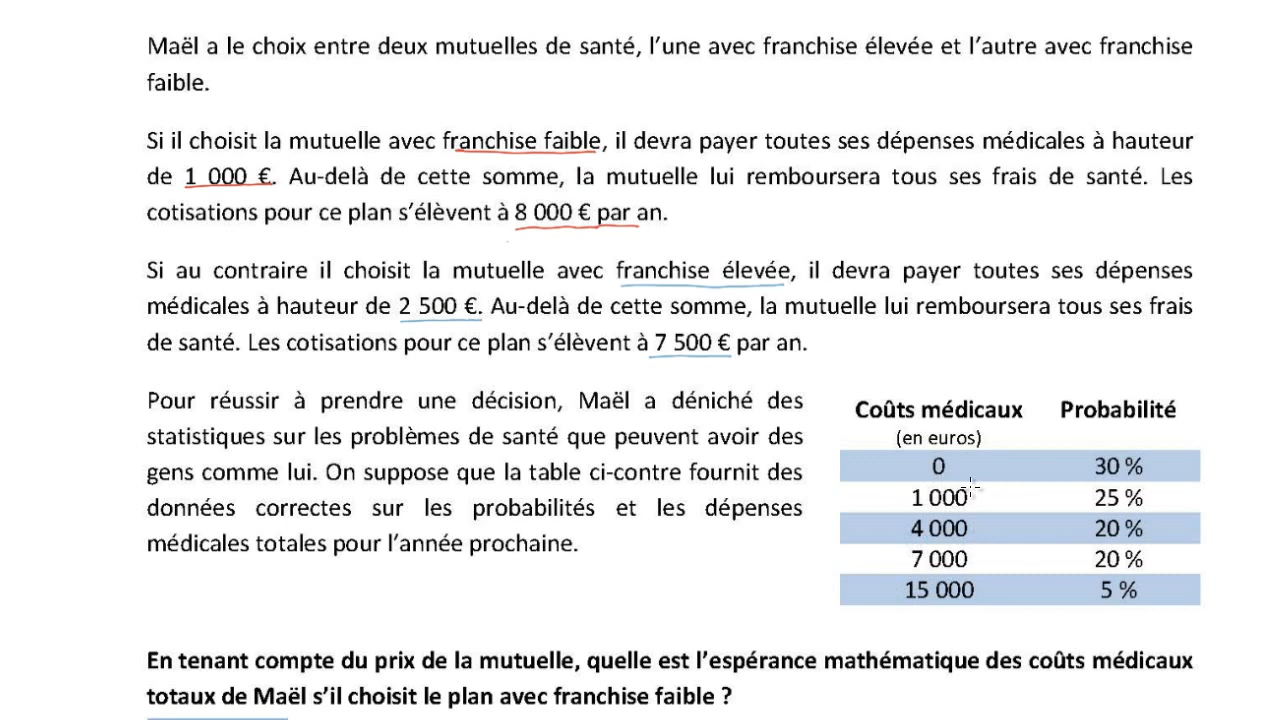 Maël a le choix entre deux mutuelles de santé, l’une avec franchise élevée et l’autre avec franchise
faible.
Si il choisit la mutuelle avec franchise faible, il devra payer toutes ses dépenses médicales à hauteur
de 1 000 €. Au-delà de cette somme, la mutuelle lui remboursera tous ses frais de santé. Les
cotisations pour ce plan s’élèvent à 8 000 € par an.
Si au contraire il choisit la mutuelle avec franchise élevée, il devra payer toutes ses dépenses
médicales à hauteur de 2 500 €. Au-delà de cette somme, la mutuelle lui remboursera tous ses frais
de santé. Les cotisations pour ce plan s’élèvent à 7 500 € par an.
Pour réussir à prendre une décision, Maël a déniché des
statistiques sur les problèmes de santé que peuvent avoir des
gens comme lui. On suppose que la table ci-contre fournit des
données correctes sur les probabilités et les dépenses
médicales totales pour l’année prochaine.
Coûts médicaux Probabilité
(en euros)
0 30 %
1 000 25 %
4 000 20 %
7 000 20 %
15 000 5 %
En tenant compte du prix de la mutuelle, quelle est l’espérance mathématique des coûts médicaux
totaux de Maël s’il choisit le plan avec franchise faible ?